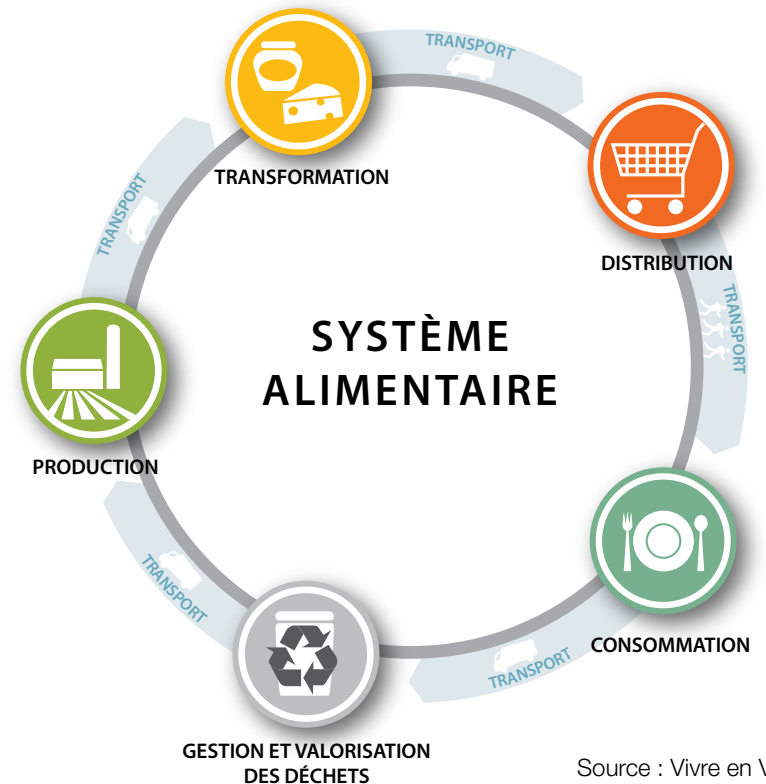 TRANSPORT
TRANSFORMATION
TRANSPORT
DISTRIBUTION
TRANSPORT
SYSTÈME
ALIMENTAIRE
PRODUCTION
TRANSPORT
CONSOMMATION
TRANSPORT
GESTION ET VALORISATION
DES DÉCHETS
Source : Vivre en